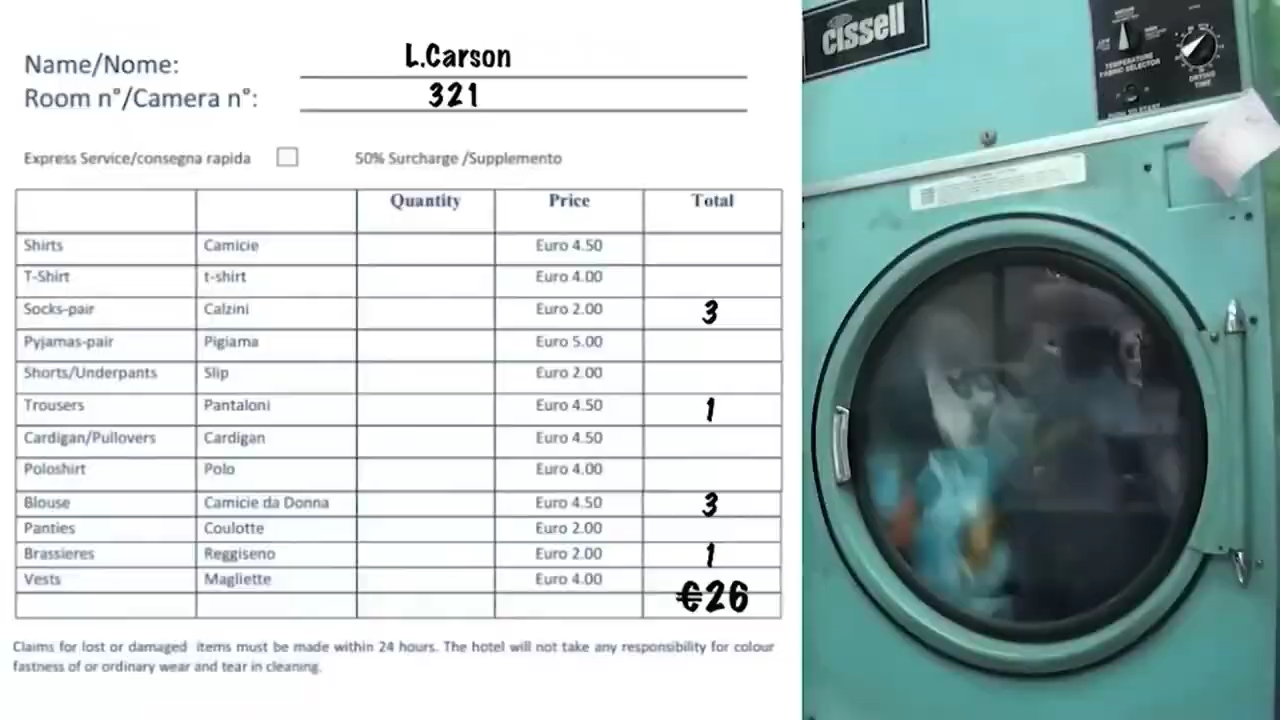 Name/Nome: L.Carson
Room n°/Camera n°: 321
Express Service/consegna rapida 50% Surcharge /Supplemento
Quantity Price Total
Shirts Camicie Euro 4.50
T-Shirt t-shirt Euro 4.00
Socks-pair Calzini Euro 2.00 3
Pyjamas-pair Pigiama Euro 5.00
Shorts/Underpants Slip Euro 2.00
Trousers Pantaloni Euro 4.50 1
Cardigan/Pullovers Cardigan Euro 4.50
Poloshirt Polo Euro 4.00
Blouse Camicie da Donna Euro 4.50 3
Panties Coulotte Euro 2.00
Brassieres Reggiseno Euro 2.00 1
Vests Magliette Euro 4.00
€26
Claims for lost or damaged items must be made within 24 hours. The hotel will not take any responsibility for colour
fastness of or ordinary wear and tear in cleaning.
cissell
TEMPERATURE
FABRIC SELECTOR
DRYING
TIME